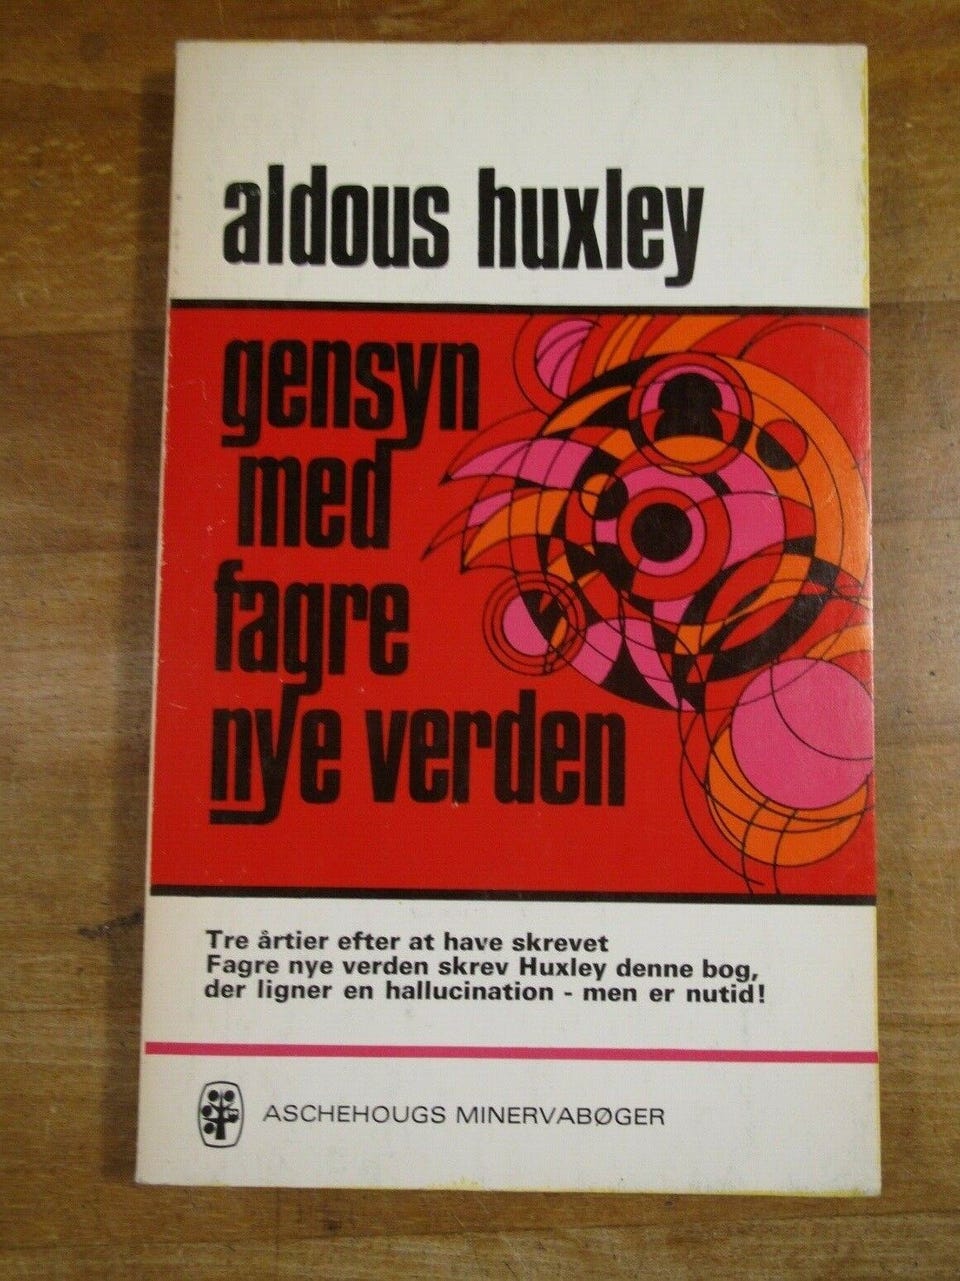 aldous huxley
gensyn
med
fagre
nye verden
Tre årtier efter at have skrevet
Fagre nye verden skrev Huxley denne bog,
der ligner en hallucination - men er nutid!
ASCHEHOUGS MINERVABØGER